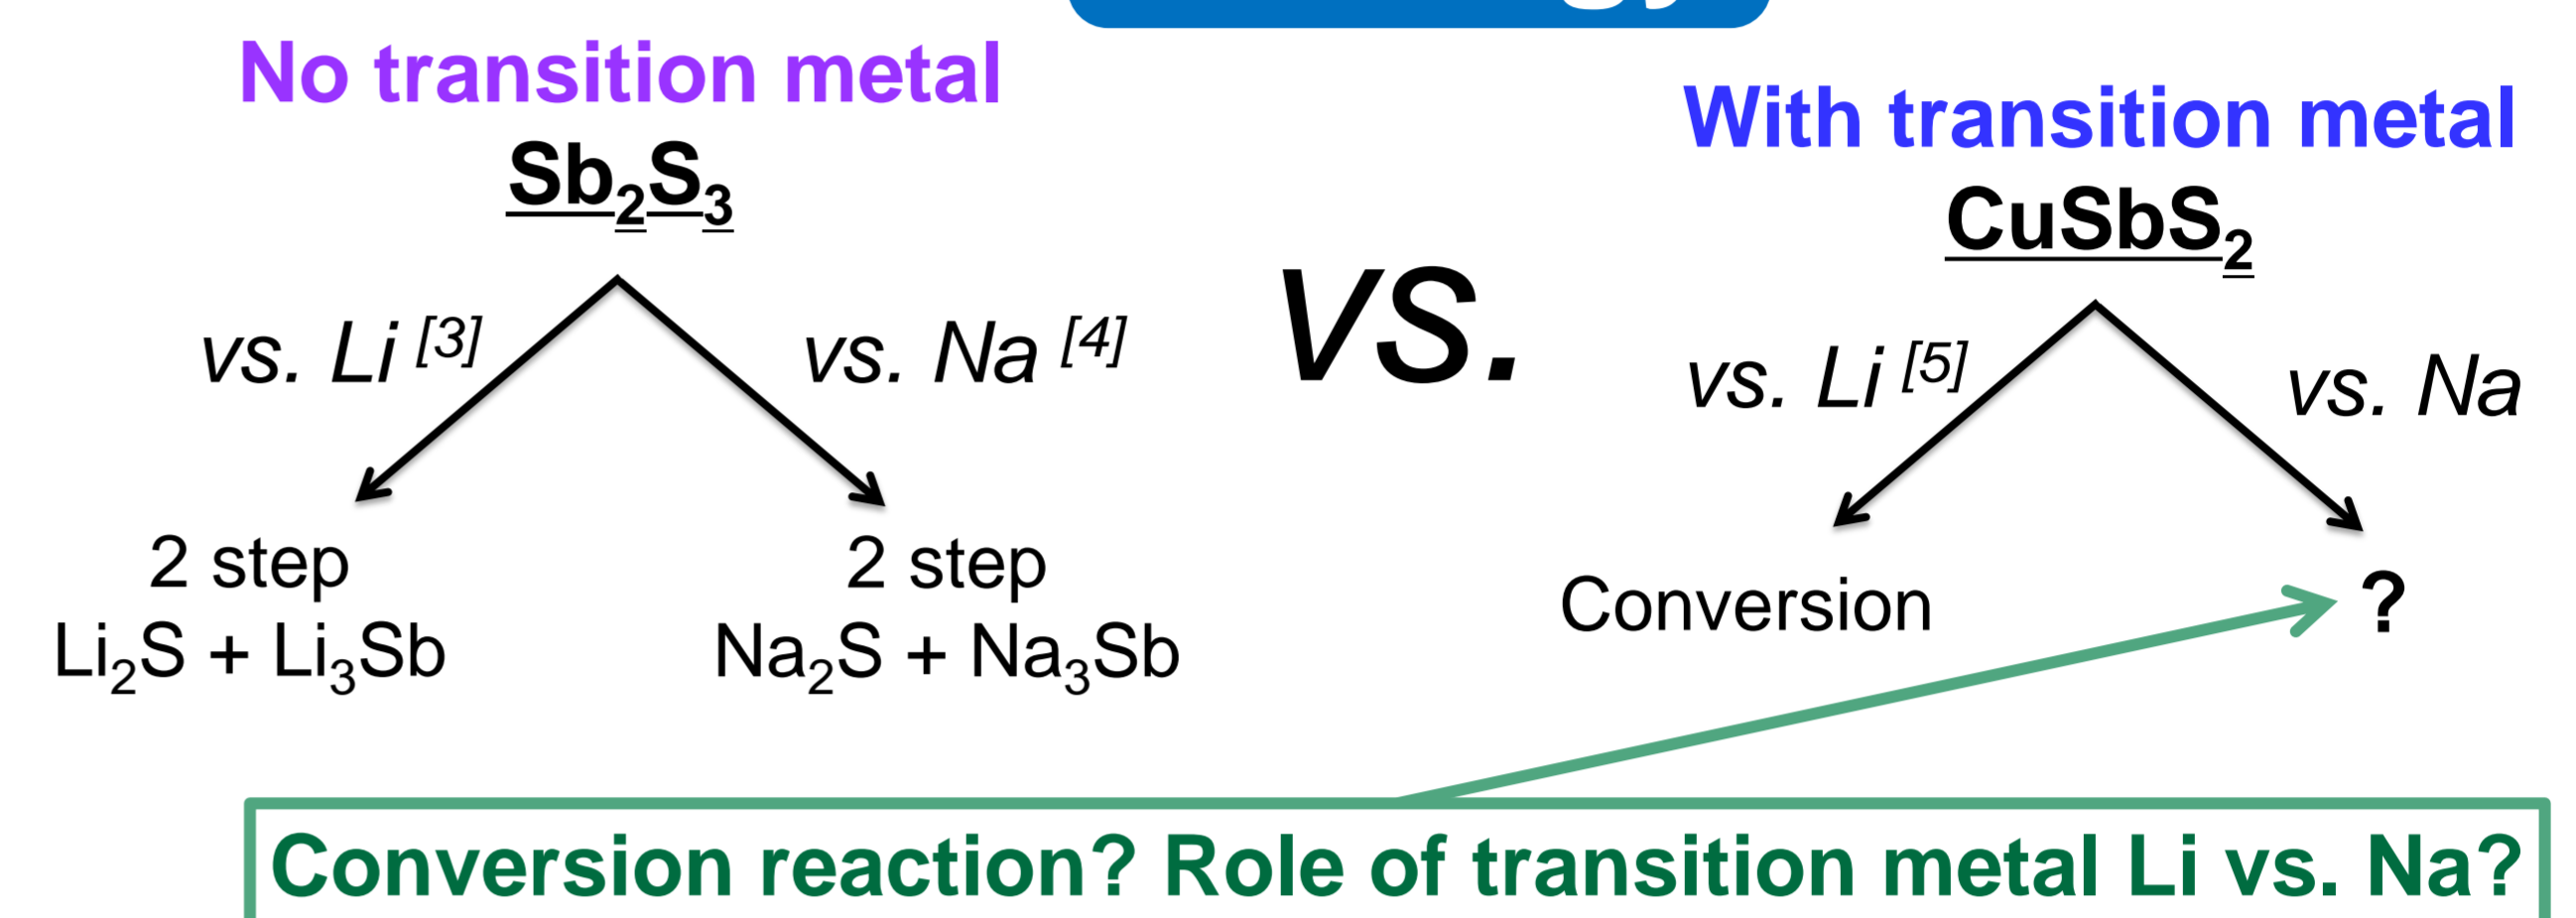 No transition metal
Sb₂S₃
vs. Li [3]
vs. Na [4]
2 step
Li₂S + Li₃Sb
2 step
Na₂S + Na₃Sb
vs.
With transition metal
CuSbS₂
vs. Li [5]
vs. Na
Conversion
?
Conversion reaction? Role of transition metal Li vs. Na?